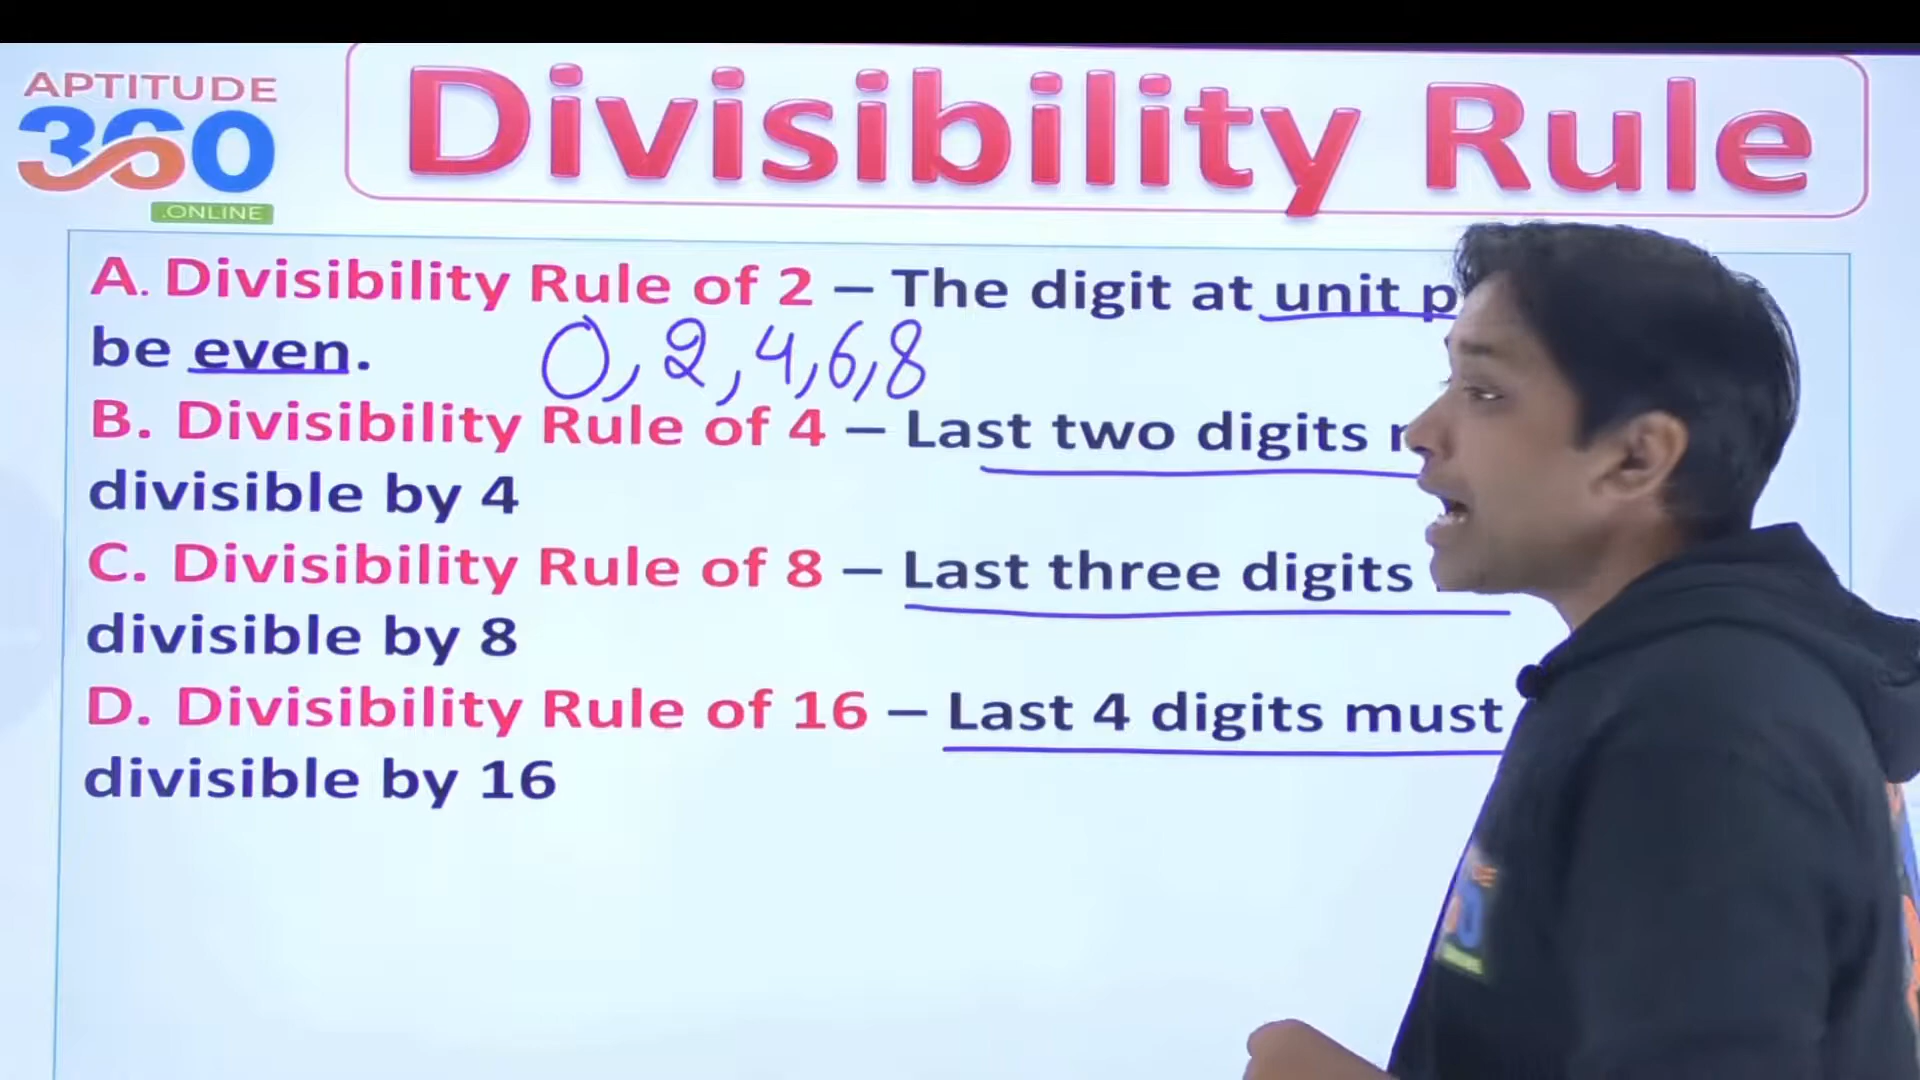 APTITUDE
360
.ONLINE
Divisibility Rule
A. Divisibility Rule of 2 – The digit at unit
be even. 0, 2, 4, 6, 8
B. Divisibility Rule of 4 – Last two digits
divisible by 4
C. Divisibility Rule of 8 – Last three digits
divisible by 8
D. Divisibility Rule of 16 – Last 4 digits must
divisible by 16